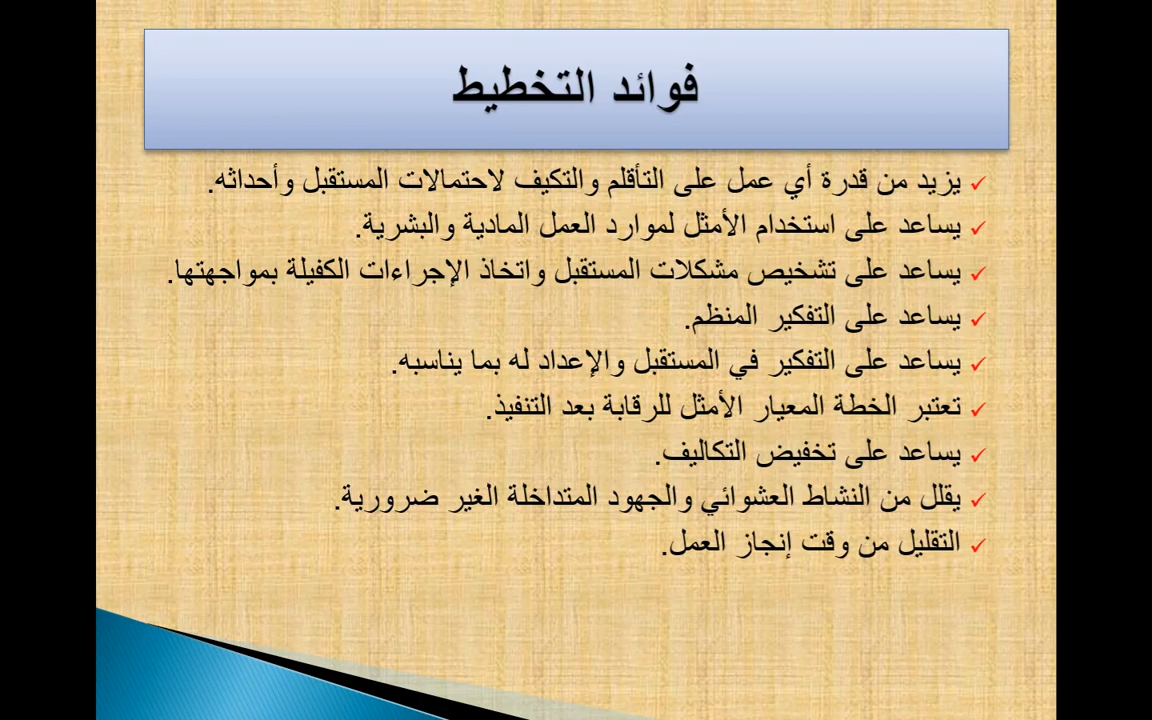 فوائد التخطيط
يزيد من قدرة أي عمل على التأقلم والتكيف لاحتمالات المستقبل وأحداثه.
يساعد على استخدام الأمثل لموارد العمل المادية والبشرية.
يساعد على تشخيص مشكلات المستقبل واتخاذ الإجراءات الكفيلة بمواجهتها.
يساعد على التفكير المنظم.
يساعد على التفكير في المستقبل والإعداد له بما يناسبه.
تعتبر الخطة المعيار الأمثل للرقابة بعد التنفيذ.
يساعد على تخفيض التكاليف.
يقلل من النشاط العشوائي والجهود المتداخلة الغير ضرورية.
التقليل من وقت إنجاز العمل.